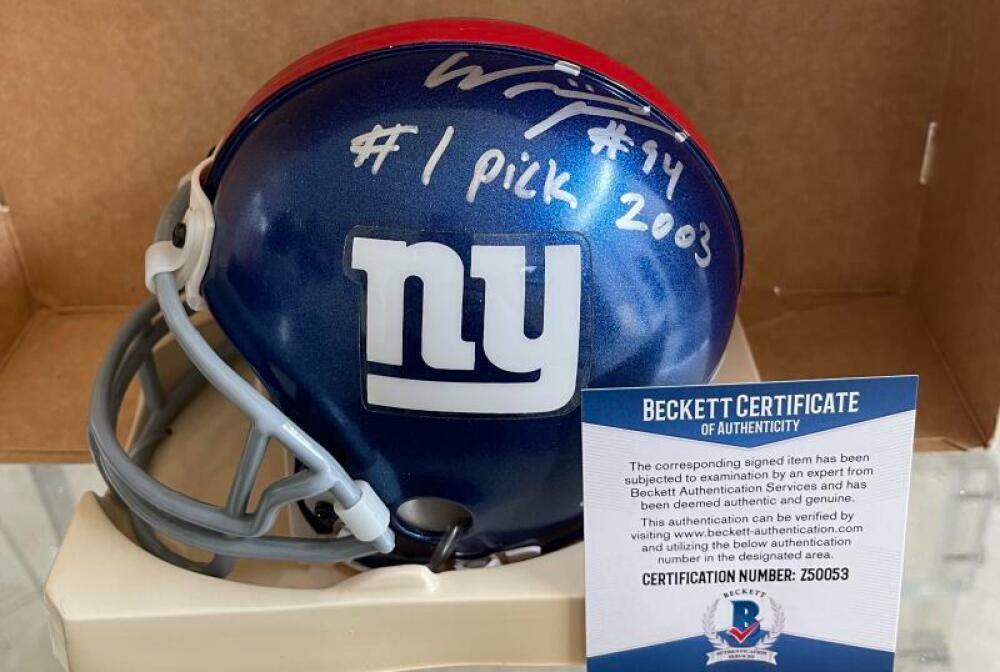 #94
#1 pick 2003
ny
BECKETT CERTIFICATE
OF AUTHENTICITY
The corresponding signed item has been
subjected to examination by an expert from
Beckett Authentication Services and has
been deemed authentic and genuine.
This authentication can be verified by
visiting www.beckett-authentication.com
and utilizing the below authentication
number in the designated area.
CERTIFICATION NUMBER: Z50053
BECKETT
B
AUTHENTICATION
SERVICES